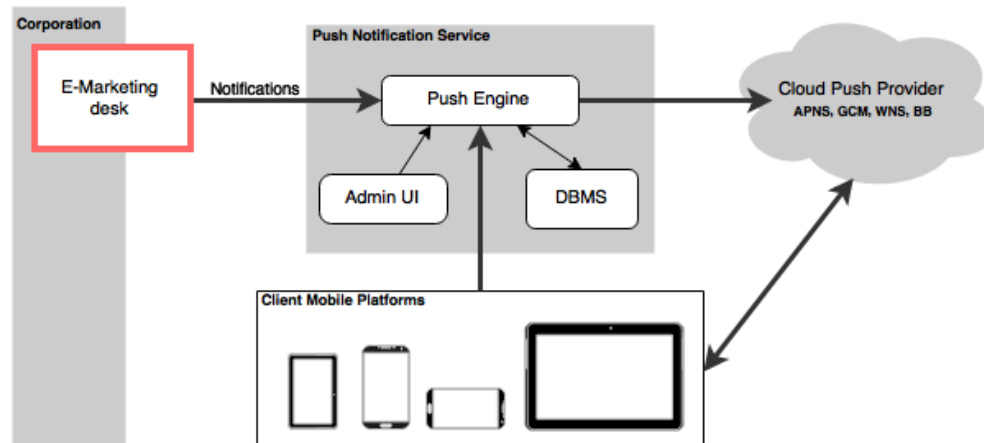 Corporation
E-Marketing
desk
Notifications
Push Notification Service
Push Engine
Admin UI
DBMS
Cloud Push Provider
APNS, GCM, WNS, BB
Client Mobile Platforms